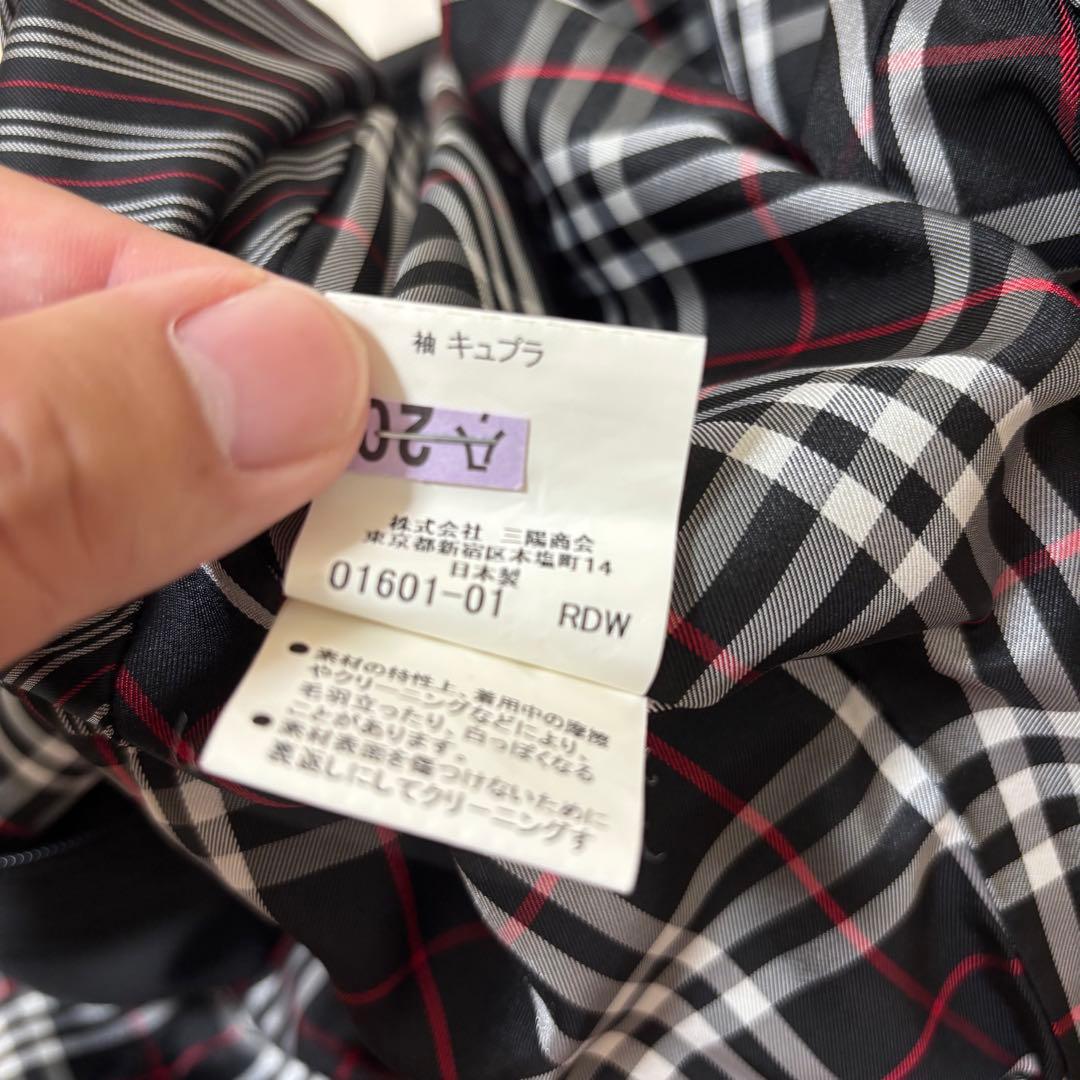 袖 キュプラ
株式会社 三陽商会
東京都新宿区本塩町14
日本製
01601-01 RDW
● 素材の特性上、着用中の摩擦
やクリーニングなどにより、
毛羽立ったり、白っぽくなる
ことがあります。
● 素材表面を傷つけないために
裏返しにしてクリーニングす